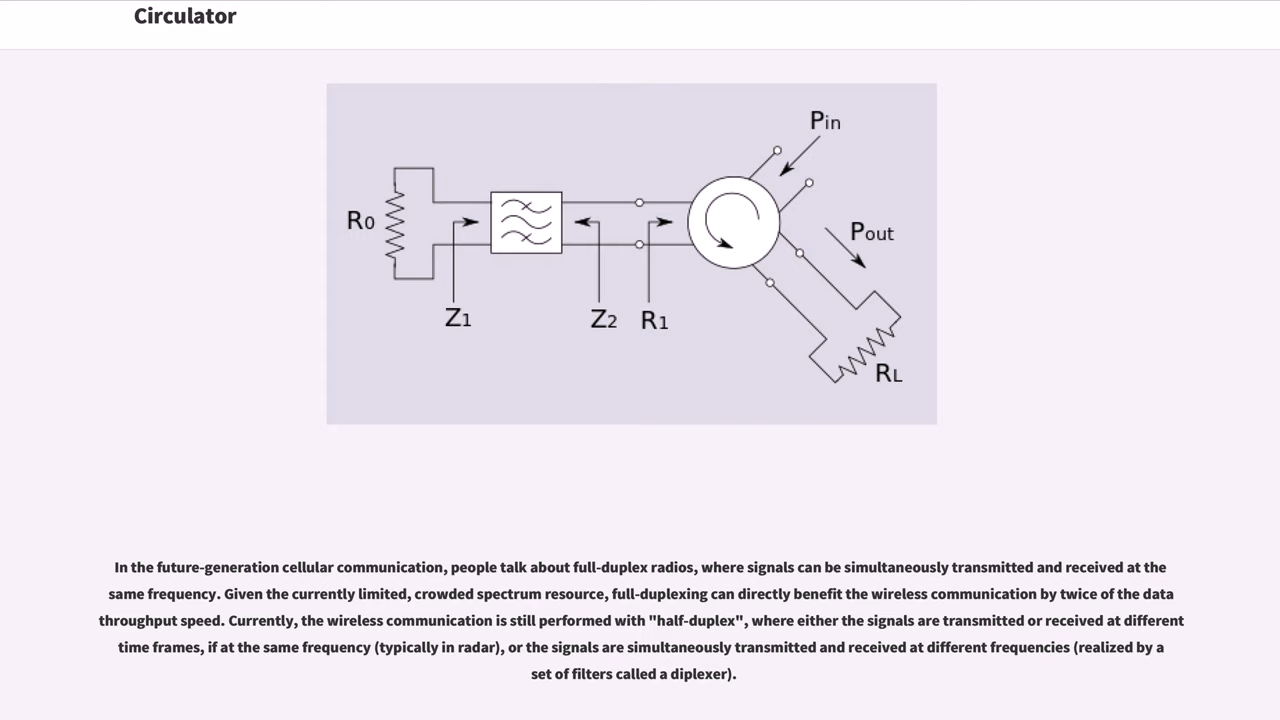 Circulator
Pin
R0
Pout
Z1
Z2
R1
RL
In the future-generation cellular communication, people talk about full-duplex radios, where signals can be simultaneously transmitted and received at the
same frequency. Given the currently limited, crowded spectrum resource, full-duplexing can directly benefit the wireless communication by twice of the data
throughput speed. Currently, the wireless communication is still performed with "half-duplex", where either the signals are transmitted or received at different
time frames, if at the same frequency (typically in radar), or the signals are simultaneously transmitted and received at different frequencies (realized by a
set of filters called a diplexer).